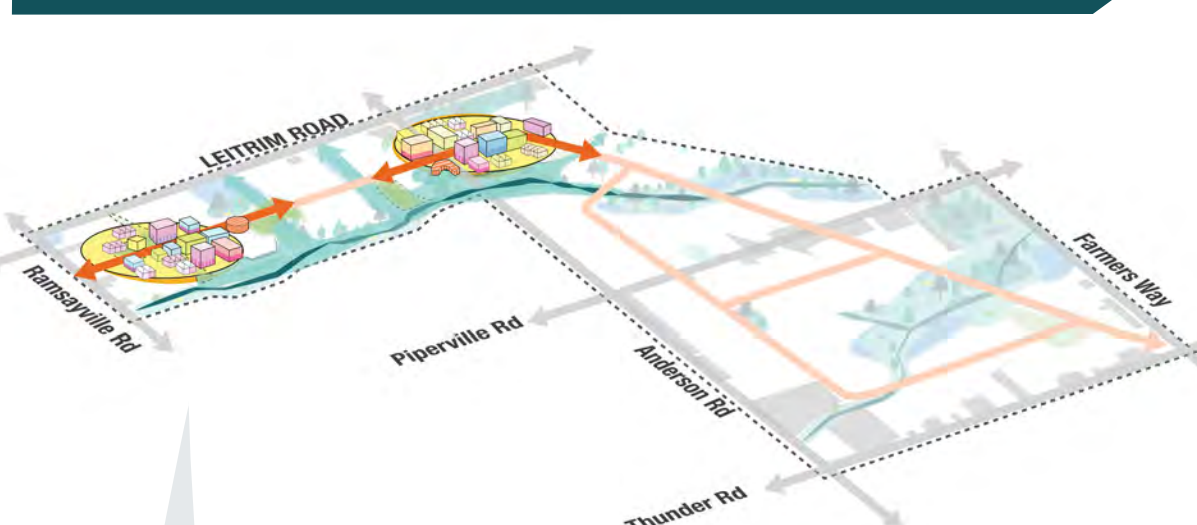 LEITRIM ROAD
Ramsayville Rd
Piperville Rd
Anderson Rd
Farmers Way
Thunder Rd